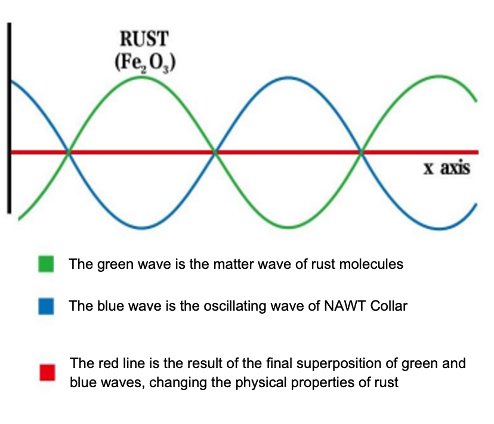 RUST
(Fe₂O₃)
x axis
The green wave is the matter wave of rust molecules
The blue wave is the oscillating wave of NAWT Collar
The red line is the result of the final superposition of green and
blue waves, changing the physical properties of rust